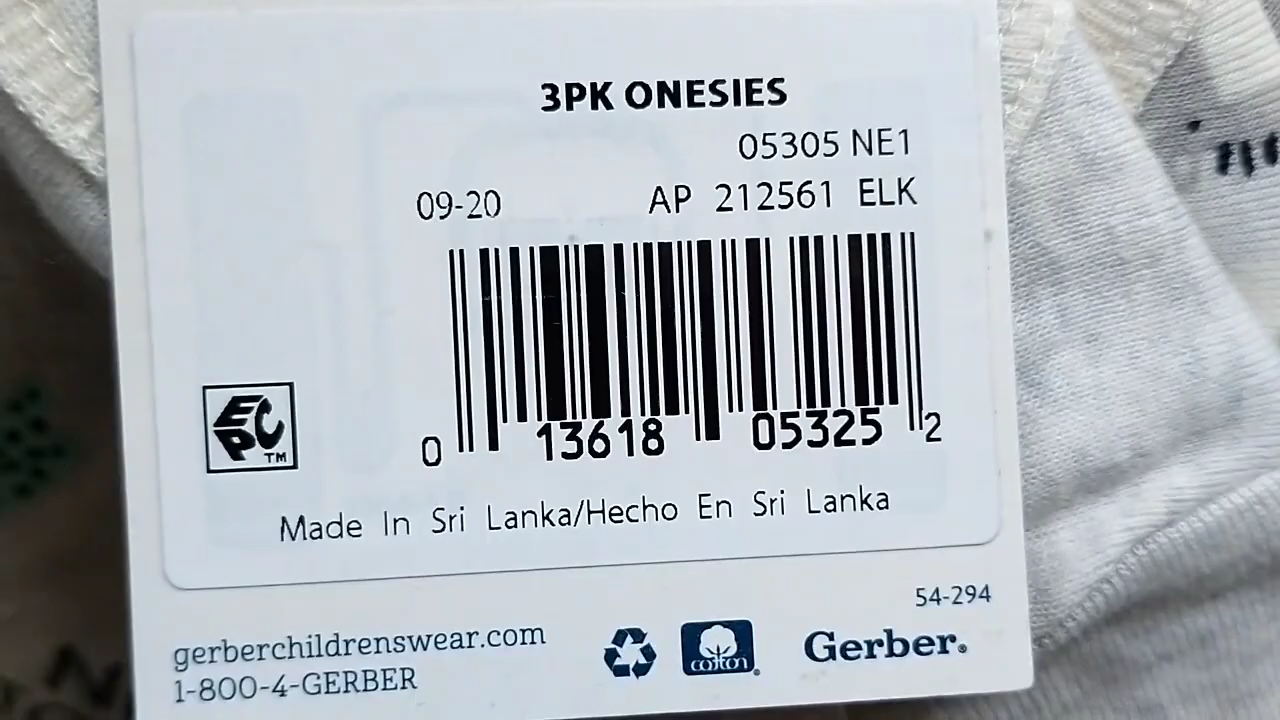 3PK ONESIES
05305 NE1
09-20 AP 212561 ELK
0 13618 05325 2
EPC TM
Made In Sri Lanka/Hecho En Sri Lanka
54-294
gerberchildrenswear.com
1-800-4-GERBER
cotton
Gerber.